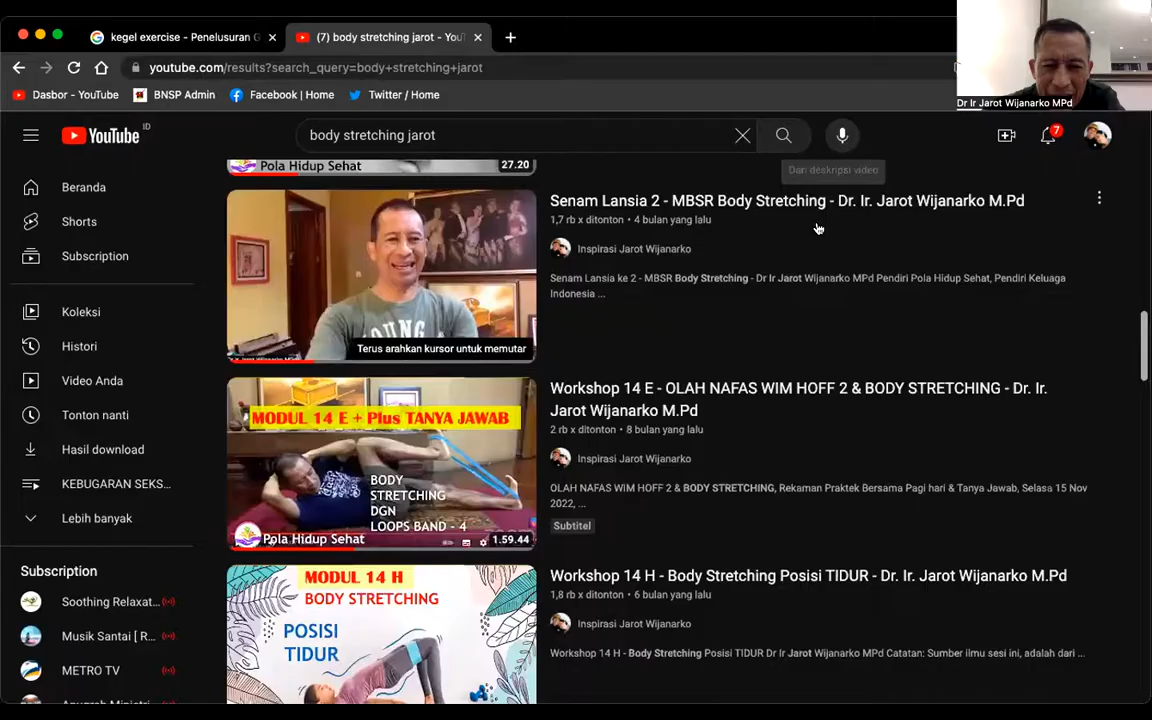 kegel exercise - Penelusuran G
(7) body stretching jarot - You
youtube.com/results?search_query=body+stretching+jarot
Dasbor - YouTube
BNSP Admin
Facebook | Home
Twitter / Home
Dr Ir Jarot Wijanarko MPd
YouTube ID
body stretching jarot
7
Dari deskripsi video
Beranda
Shorts
Subscription
Koleksi
Histori
Video Anda
Tonton nanti
Hasil download
KEBUGARAN SEKS...
Lebih banyak
Subscription
Soothing Relaxat...
Musik Santai [ R...
METRO TV
Pola Hidup Sehat
27.20
Terus arahkan kursor untuk memutar
Senam Lansia 2 - MBSR Body Stretching - Dr. Ir. Jarot Wijanarko M.Pd
1,7 rb x ditonton • 4 bulan yang lalu
Inspirasi Jarot Wijanarko
Senam Lansia ke 2 - MBSR Body Stretching - Dr Ir Jarot Wijanarko MPd Pendiri Pola Hidup Sehat, Pendiri Keluaga
Indonesia ...
MODUL 14 E + Plus TANYA JAWAB
BODY
STRETCHING
DGN
LOOPS BAND - 4
Pola Hidup Sehat
1.59.44
Workshop 14 E - OLAH NAFAS WIM HOFF 2 & BODY STRETCHING - Dr. Ir.
Jarot Wijanarko M.Pd
2 rb x ditonton • 8 bulan yang lalu
Inspirasi Jarot Wijanarko
OLAH NAFAS WIM HOFF 2 & BODY STRETCHING, Rekaman Praktek Bersama Pagi hari & Tanya Jawab, Selasa 15 Nov
2022, ...
Subtitel
MODUL 14 H
BODY STRETCHING
POSISI
TIDUR
Workshop 14 H - Body Stretching Posisi TIDUR - Dr. Ir. Jarot Wijanarko M.Pd
1,8 rb x ditonton • 6 bulan yang lalu
Inspirasi Jarot Wijanarko
Workshop 14 H - Body Stretching Posisi TIDUR Dr Ir Jarot Wijanarko MPd Catatan: Sumber ilmu sesi ini, adalah dari ...